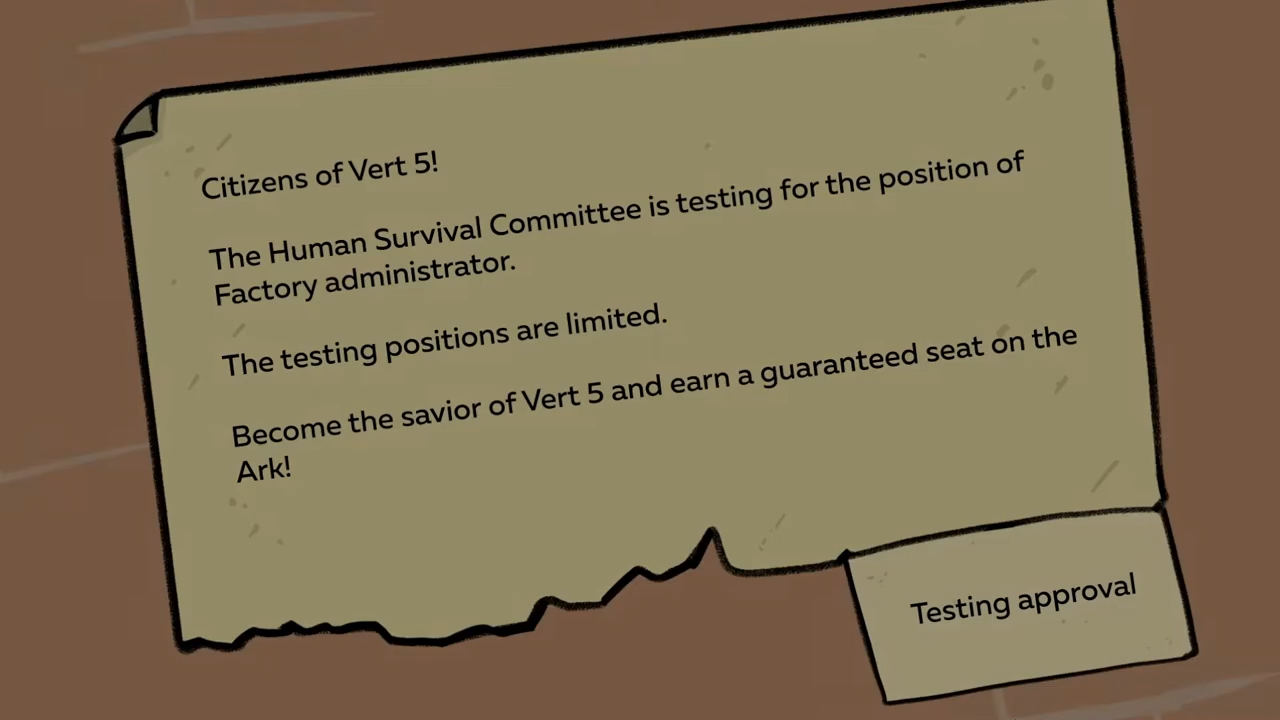 Citizens of Vert 5!
The Human Survival Committee is testing for the position of
Factory administrator.
The testing positions are limited.
Become the savior of Vert 5 and earn a guaranteed seat on the
Ark!
Testing approval